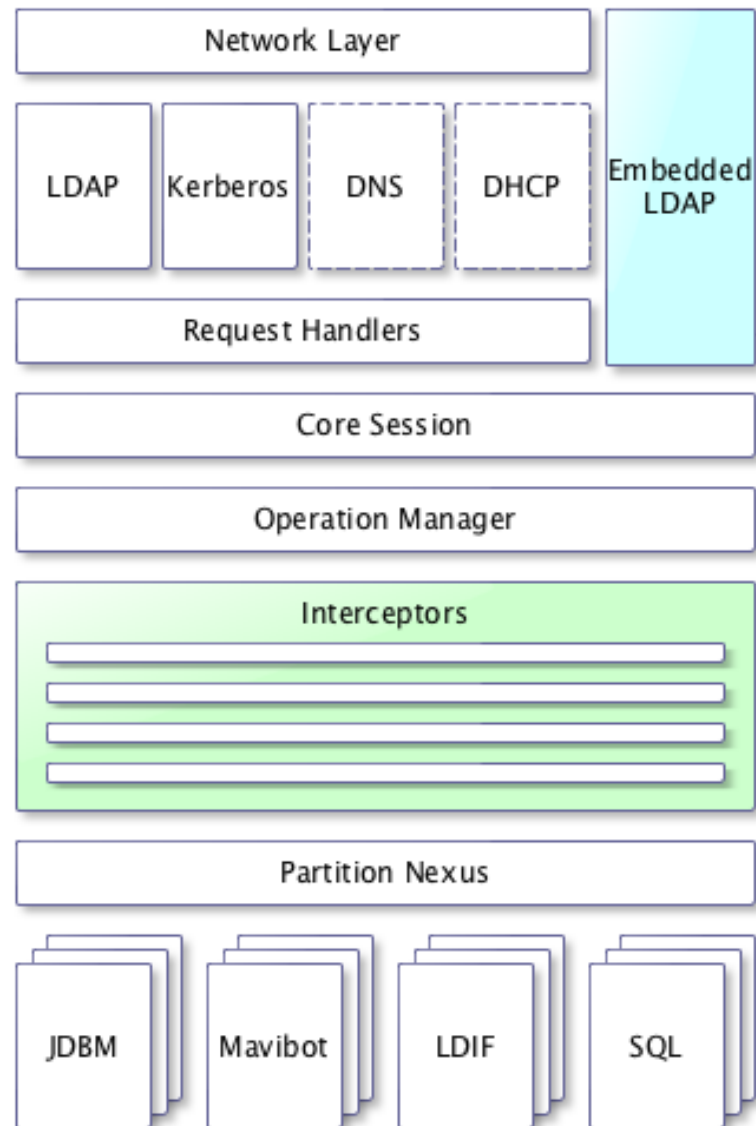 Network Layer
Embedded
LDAP
LDAP
Kerberos
DNS
DHCP
Request Handlers
Core Session
Operation Manager
Interceptors
Partition Nexus
JDBM
Mavibot
LDIF
SQL